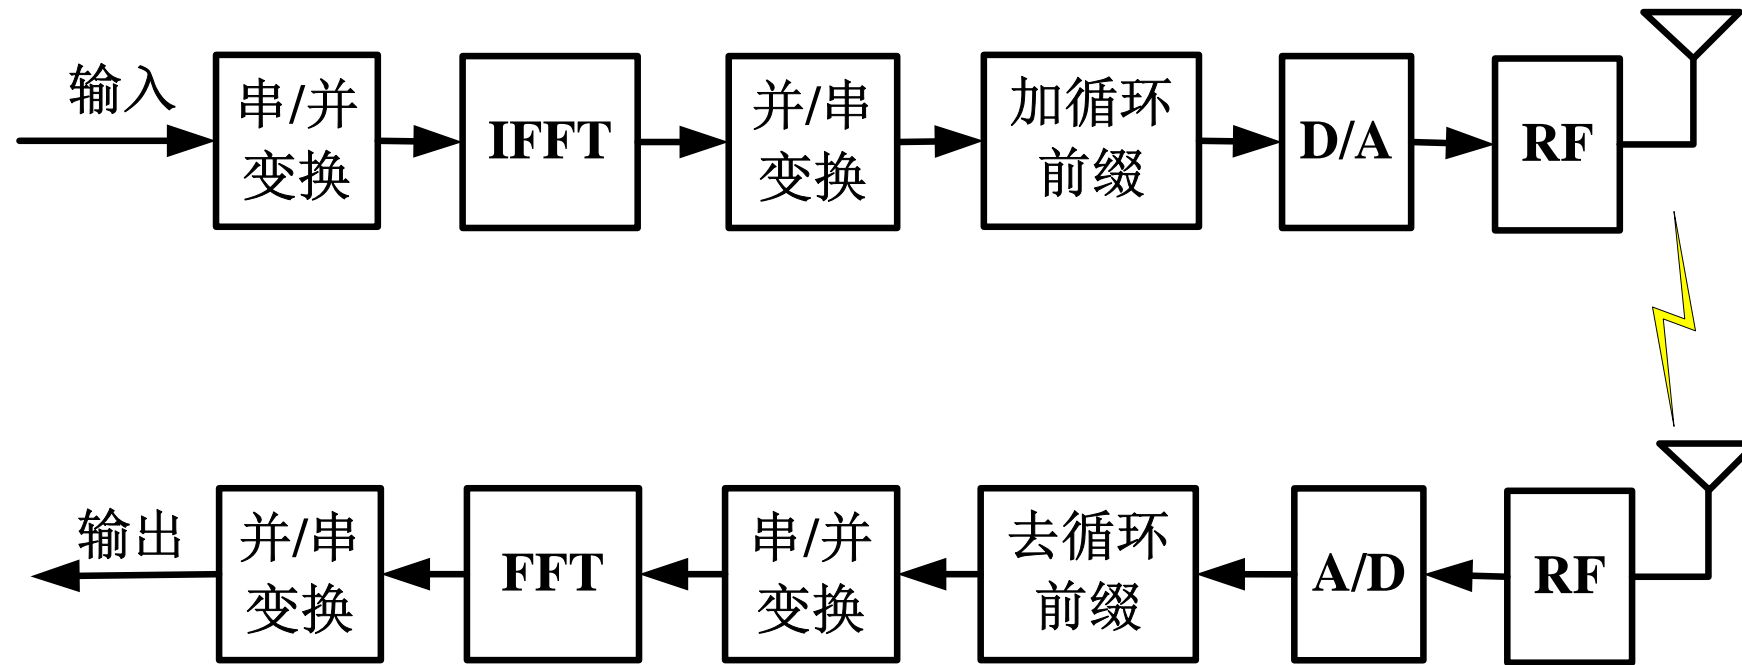 输入
串/并
变换
IFFT
并/串
变换
加循环
前缀
D/A
RF
输出
并/串
变换
FFT
串/并
变换
去循环
前缀
A/D
RF